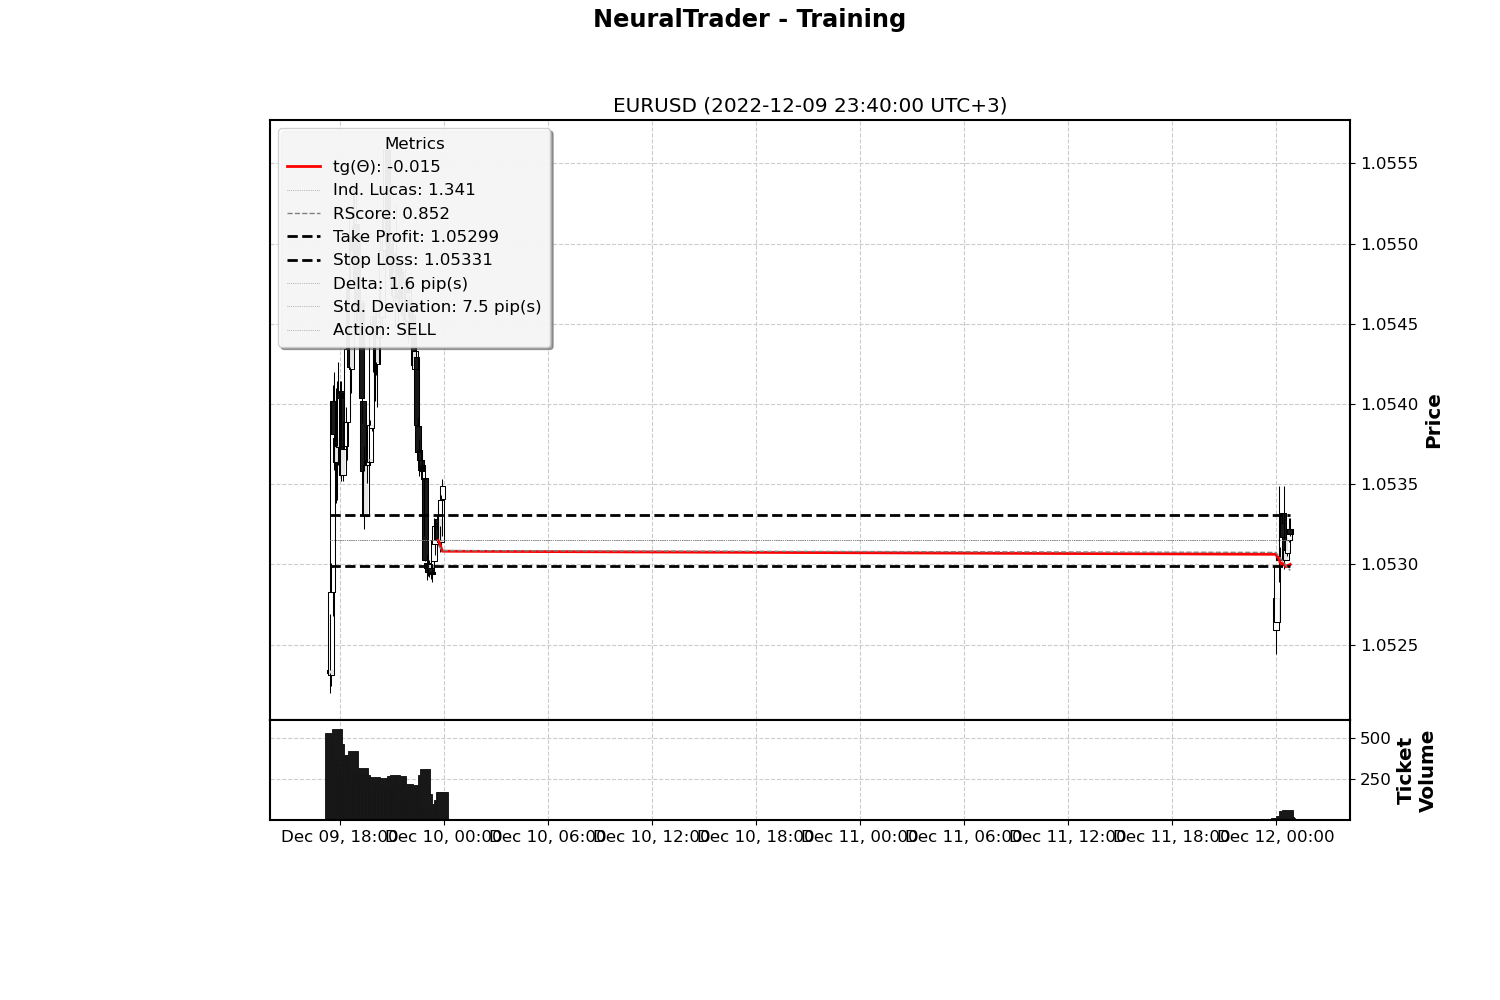 NeuralTrader - Training
EURUSD (2022-12-09 23:40:00 UTC+3)
Metrics
tg(Θ): -0.015
Ind. Lucas: 1.341
RScore: 0.852
Take Profit: 1.05299
Stop Loss: 1.05331
Delta: 1.6 pip(s)
Std. Deviation: 7.5 pip(s)
Action: SELL
1.0555
1.0550
1.0545
1.0540
1.0535
1.0530
1.0525
Price
500
250
Ticket
Volume
Dec 09, 18:00
Dec 10, 00:00
Dec 10, 06:00
Dec 10, 12:00
Dec 10, 18:00
Dec 11, 00:00
Dec 11, 06:00
Dec 11, 12:00
Dec 11, 18:00
Dec 12, 00:00